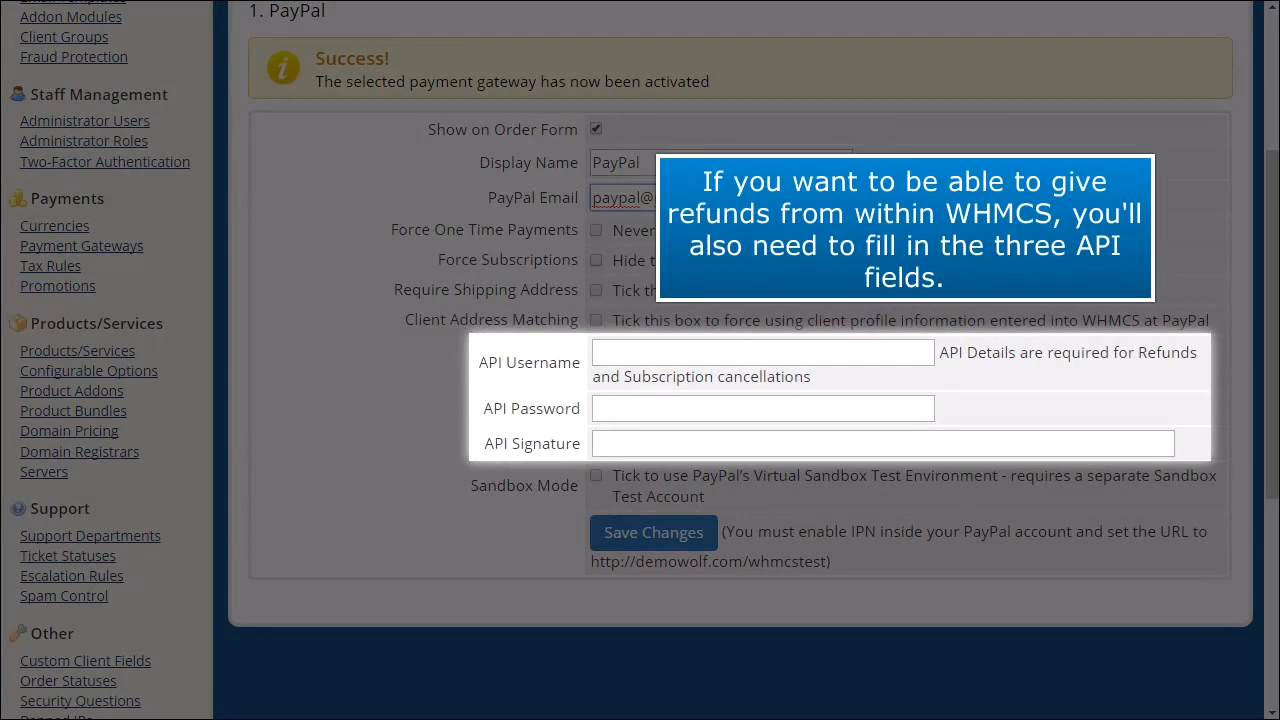 Addon Modules
Client Groups
Fraud Protection
Staff Management
Administrator Users
Administrator Roles
Two-Factor Authentication
Payments
Currencies
Payment Gateways
Tax Rules
Promotions
Products/Services
Products/Services
Configurable Options
Product Addons
Product Bundles
Domain Pricing
Domain Registrars
Servers
Support
Support Departments
Ticket Statuses
Escalation Rules
Spam Control
Other
Custom Client Fields
Order Statuses
Security Questions
1. PayPal
Success!
The selected payment gateway has now been activated
Show on Order Form
Display Name PayPal
PayPal Email paypal@
Force One Time Payments Never
Force Subscriptions Hide
Require Shipping Address Tick
Client Address Matching Tick this box to force using client profile information entered into WHMCS at PayPal
If you want to be able to give
refunds from within WHMCS, you'll
also need to fill in the three API
fields.
API Username API Details are required for Refunds
and Subscription cancellations
API Password
API Signature
Sandbox Mode Tick to use PayPal's Virtual Sandbox Test Environment - requires a separate Sandbox
Test Account
Save Changes (You must enable IPN inside your PayPal account and set the URL to
http://demowolf.com/whmcstest)